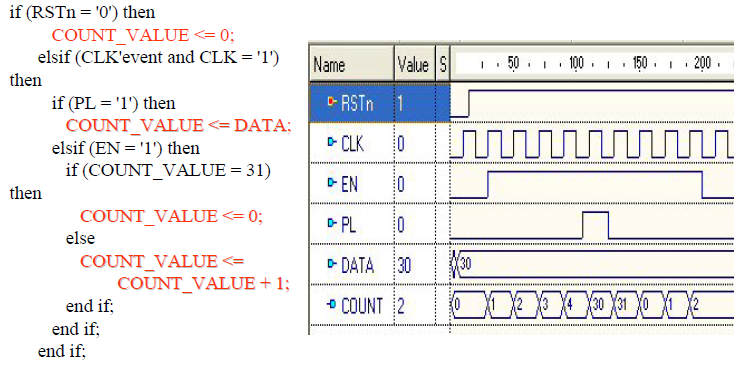 if (RSTn = '0') then
COUNT_VALUE <= 0;
elsif (CLK'event and CLK = '1')
then
if (PL = '1') then
COUNT_VALUE <= DATA;
elsif (EN = '1') then
if (COUNT_VALUE = 31)
then
COUNT_VALUE <= 0;
else
COUNT_VALUE <=
COUNT_VALUE + 1;
end if;
end if;
end if;
Name Value S 50 100 150 200
RSTn 1
CLK 0
EN 0
PL 0
DATA 30 30
COUNT 2 0 1 2 3 4 30 31 0 1 2